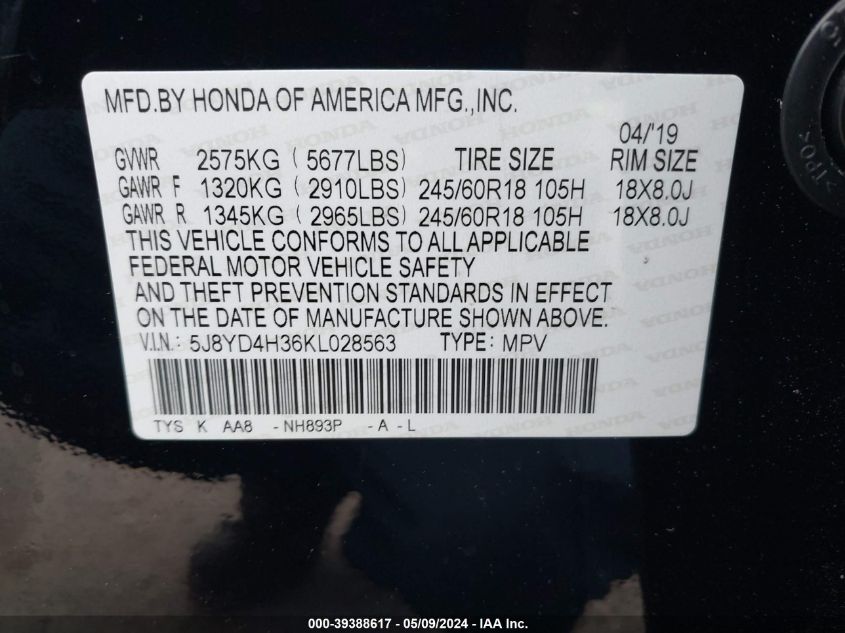 MFD.BY HONDA OF AMERICA MFG.,INC.
04/'19
GVWR 2575KG ( 5677LBS) TIRE SIZE RIM SIZE
GAWR F 1320KG ( 2910LBS) 245/60R18 105H 18X8.0J
GAWR R 1345KG ( 2965LBS) 245/60R18 105H 18X8.0J
THIS VEHICLE CONFORMS TO ALL APPLICABLE
FEDERAL MOTOR VEHICLE SAFETY
AND THEFT PREVENTION STANDARDS IN EFFECT
ON THE DATE OF MANUFACTURE SHOWN ABOVE.
V.I.N.: 5J8YD4H36KL028563 TYPE: MPV
TYS K AA8 -NH893P -A -L
000-39388617 - 05/09/2024 - IAA Inc.